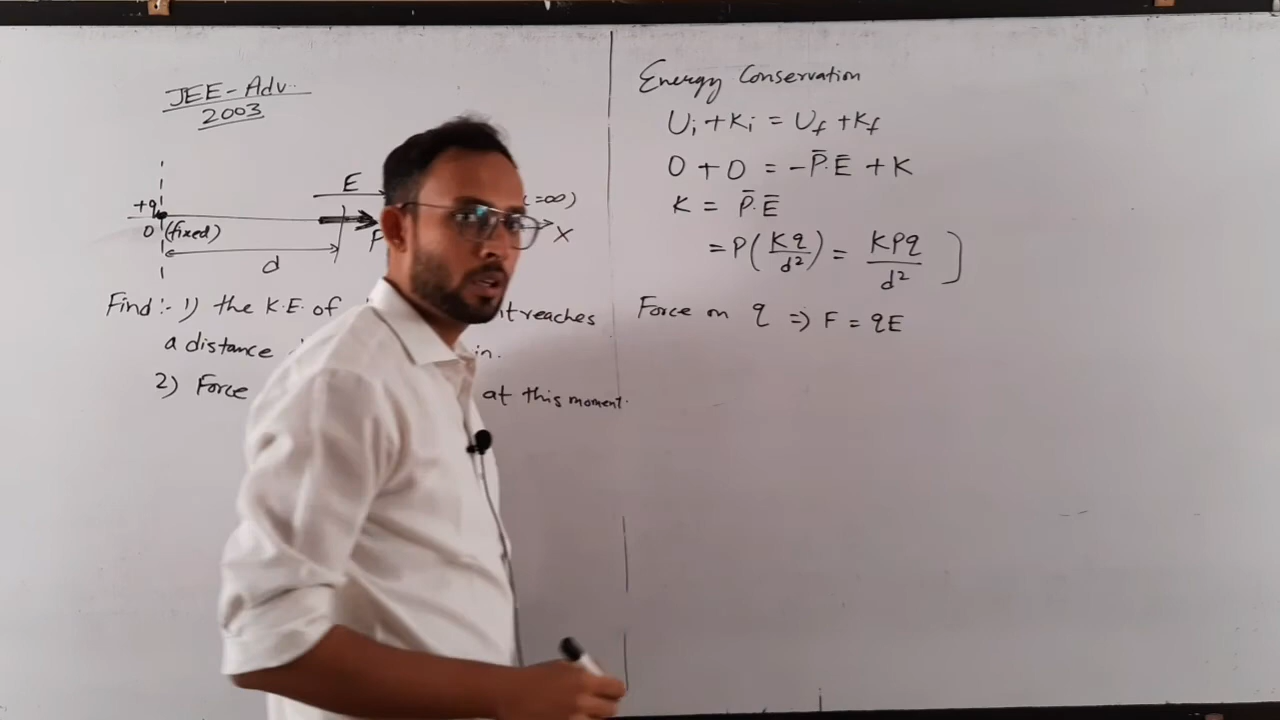 JEE-Adv..
2003
E
+q
=∞)
0 (fixed)
P
X
d
Find :- 1) the K.E. of it reaches
a distance in.
2) Force at this moment.
Energy Conservation
Ui + Ki = Uf + Kf
0 + 0 = -P̄.Ē + K
K = P̄.Ē
= P(Kq/d²) = KPq/d² ]
Force on q ⇒ F = qE